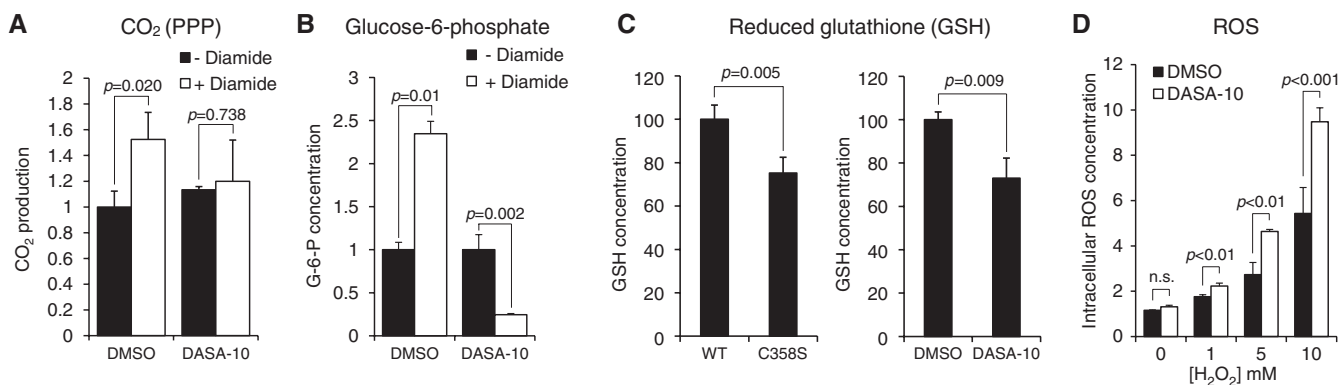 A
CO₂ (PPP)
- Diamide
+ Diamide
CO₂ production
2
1.8
1.6
1.4
1.2
1
0.8
0.6
0.4
0.2
0
p=0.020
p=0.738
DMSO
DASA-10
B
Glucose-6-phosphate
- Diamide
+ Diamide
G-6-P concentration
3
2.5
2
1.5
1
0.5
0
p=0.01
p=0.002
DMSO
DASA-10
C
Reduced glutathione (GSH)
GSH concentration
120
100
80
60
40
20
0
p=0.005
WT
C358S
GSH concentration
120
100
80
60
40
20
0
p=0.009
DMSO
DASA-10
D
ROS
DMSO
DASA-10
Intracellular ROS concentration
12
10
8
6
4
2
0
n.s.
p<0.01
p<0.01
p<0.001
0
1
5
10
[H₂O₂] mM